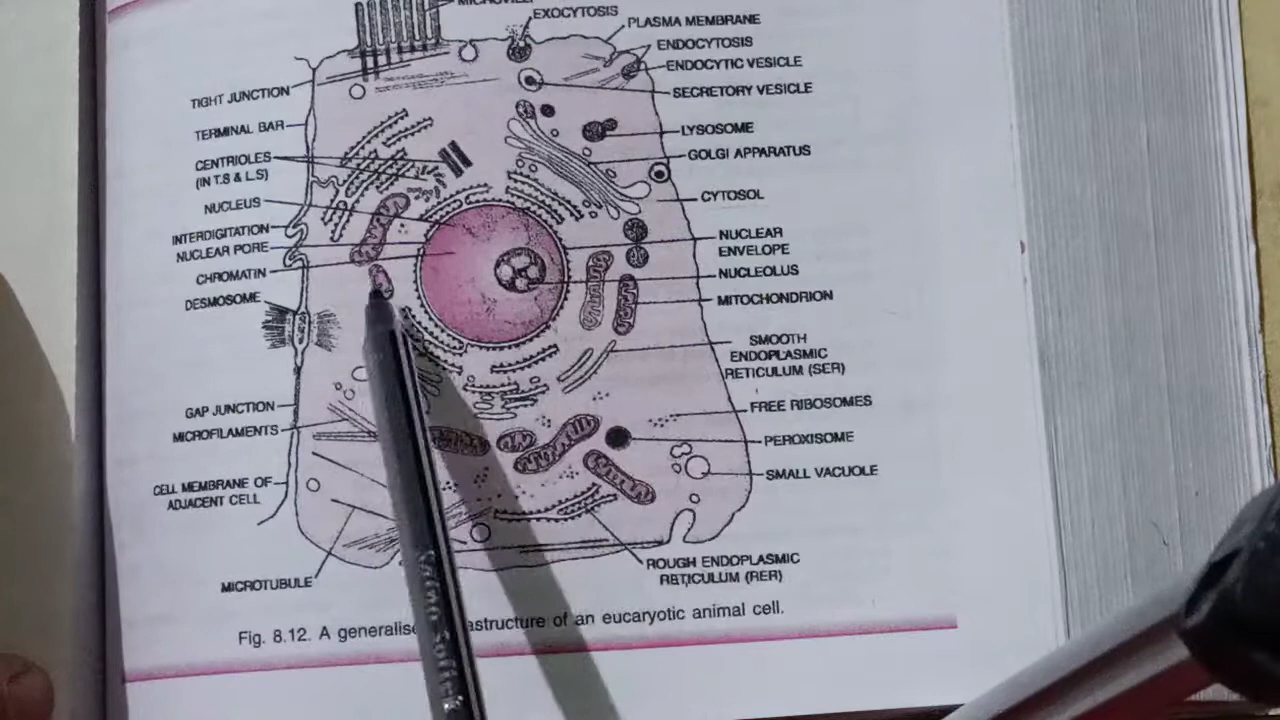 EXOCYTOSIS
PLASMA MEMBRANE
ENDOCYTOSIS
ENDOCYTIC VESICLE
SECRETORY VESICLE
LYSOSOME
GOLGI APPARATUS
CYTOSOL
NUCLEAR
ENVELOPE
NUCLEOLUS
MITOCHONDRION
SMOOTH
ENDOPLASMIC
RETICULUM (SER)
FREE RIBOSOMES
PEROXISOME
SMALL VACUOLE
ROUGH ENDOPLASMIC
RETICULUM (RER)
TIGHT JUNCTION
TERMINAL BAR
CENTRIOLES
(IN T.S & L.S)
NUCLEUS
INTERDIGITATION
NUCLEAR PORE
CHROMATIN
DESMOSOME
GAP JUNCTION
MICROFILAMENTS
CELL MEMBRANE OF
ADJACENT CELL
MICROTUBULE
Fig. 8.12. A generalise of an eucaryotic animal cell.